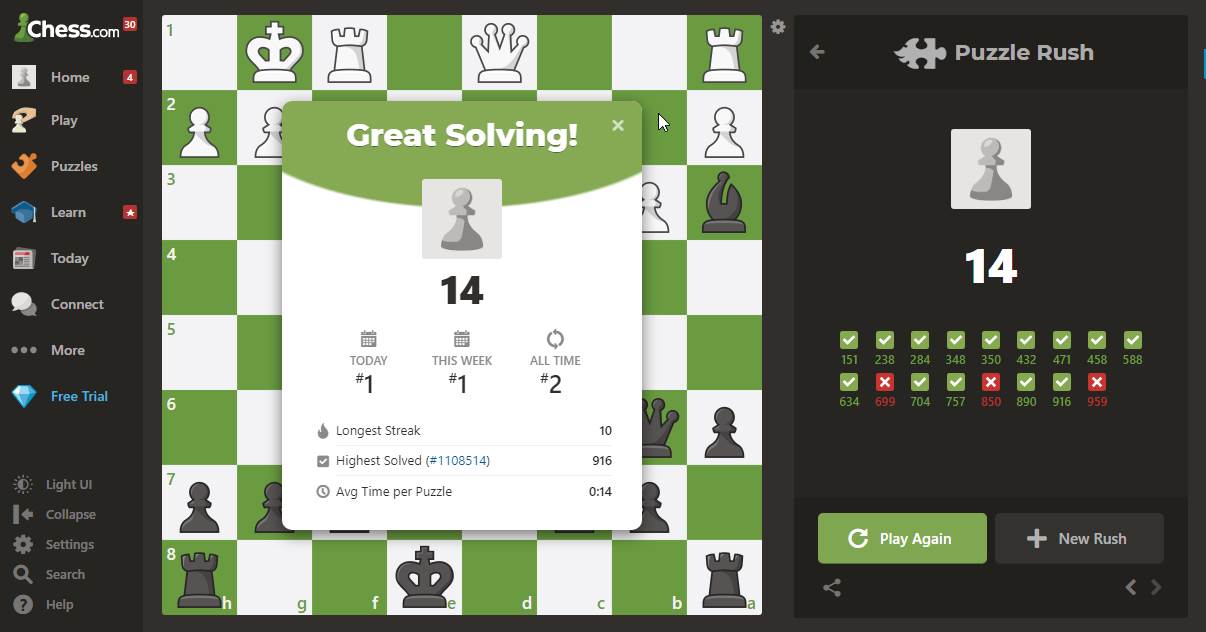 Chess.com 30
Home 4
Play
Puzzles
Learn
Today
Connect
More
Free Trial
Light UI
Collapse
Settings
Search
Help
1
2
3
4
5
6
7
8
h g f e d c b a
Great Solving!
14
TODAY THIS WEEK ALL TIME
#1 #1 #2
Longest Streak 10
Highest Solved (#1108514) 916
Avg Time per Puzzle 0:14
Puzzle Rush
14
151 238 284 348 350 432 471 458 588
634 699 704 757 850 890 916 959
Play Again New Rush